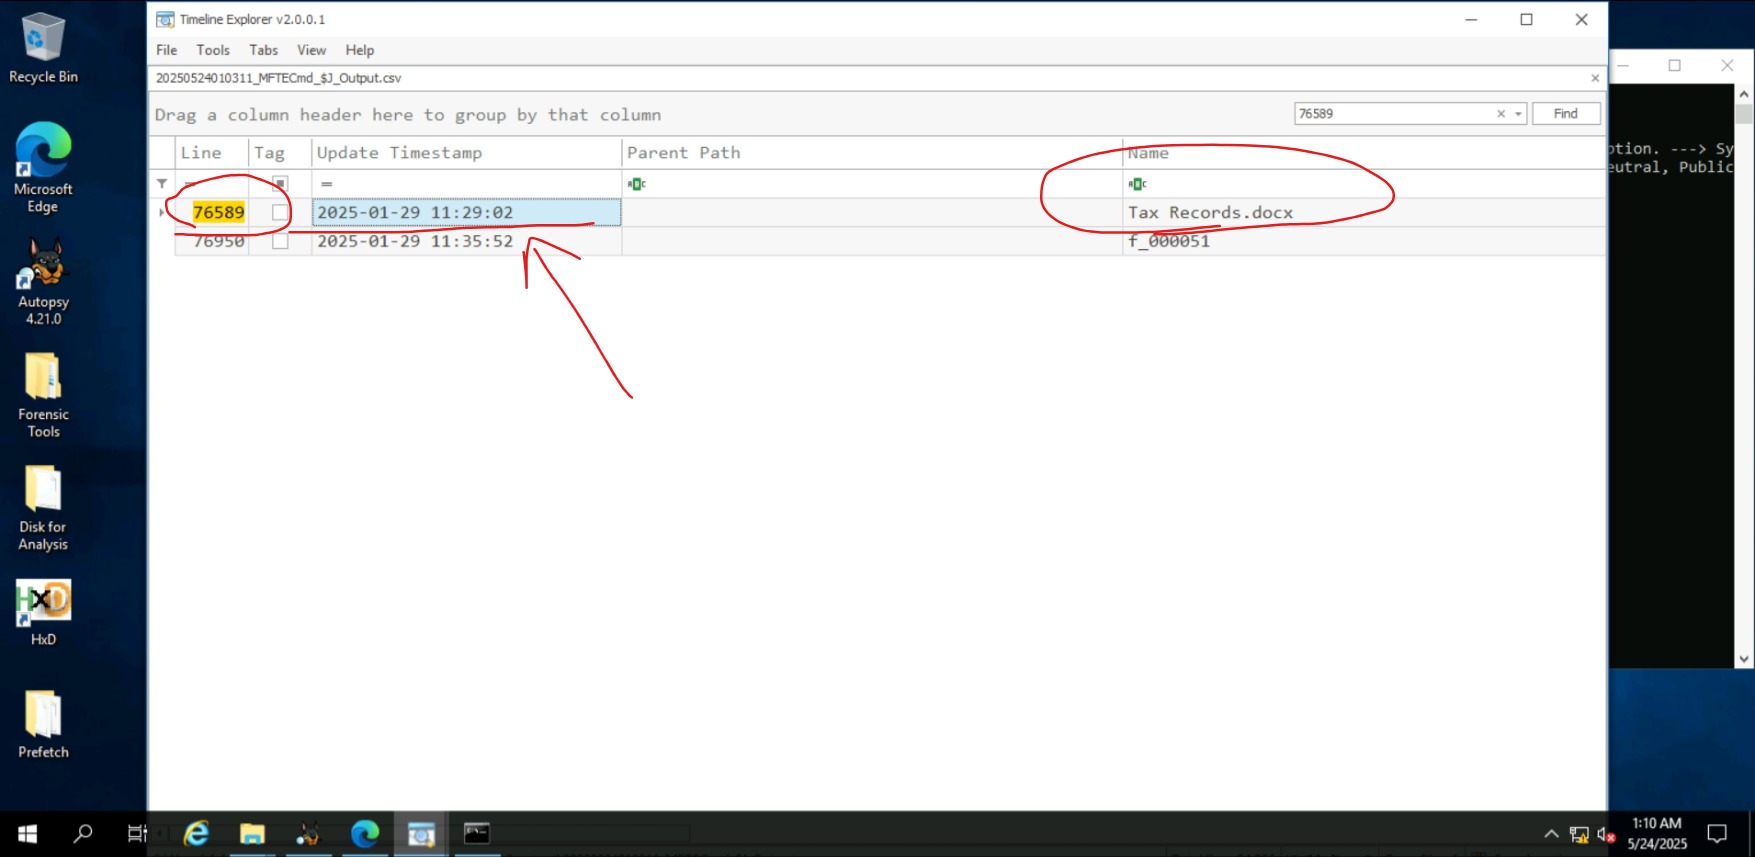 Recycle Bin
Microsoft
Edge
Autopsy
4.21.0
Forensic
Tools
Disk for
Analysis
HxD
HxD
Prefetch
Timeline Explorer v2.0.0.1
File Tools Tabs View Help
20250524010311_MFTECmd_$J_Output.csv
Drag a column header here to group by that column
76589 Find
Line Tag Update Timestamp Parent Path Name
76589 2025-01-29 11:29:02 Tax Records.docx
76950 2025-01-29 11:35:52 f_000051
ption. ---> Sy
eutral, Public
1:10 AM
5/24/2025